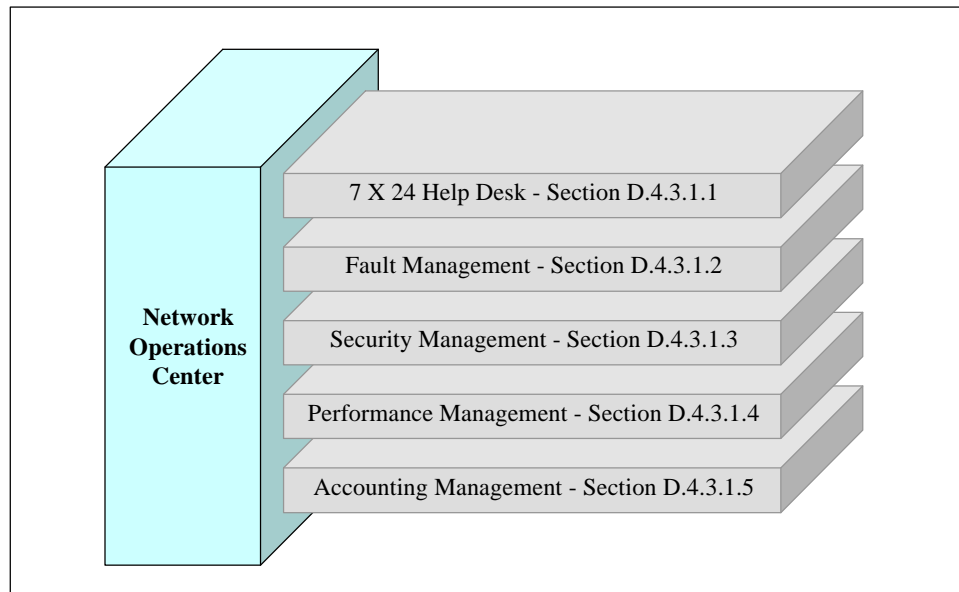 7 X 24 Help Desk - Section D.4.3.1.1
Fault Management - Section D.4.3.1.2
Security Management - Section D.4.3.1.3
Performance Management - Section D.4.3.1.4
Accounting Management - Section D.4.3.1.5
Network
Operations
Center